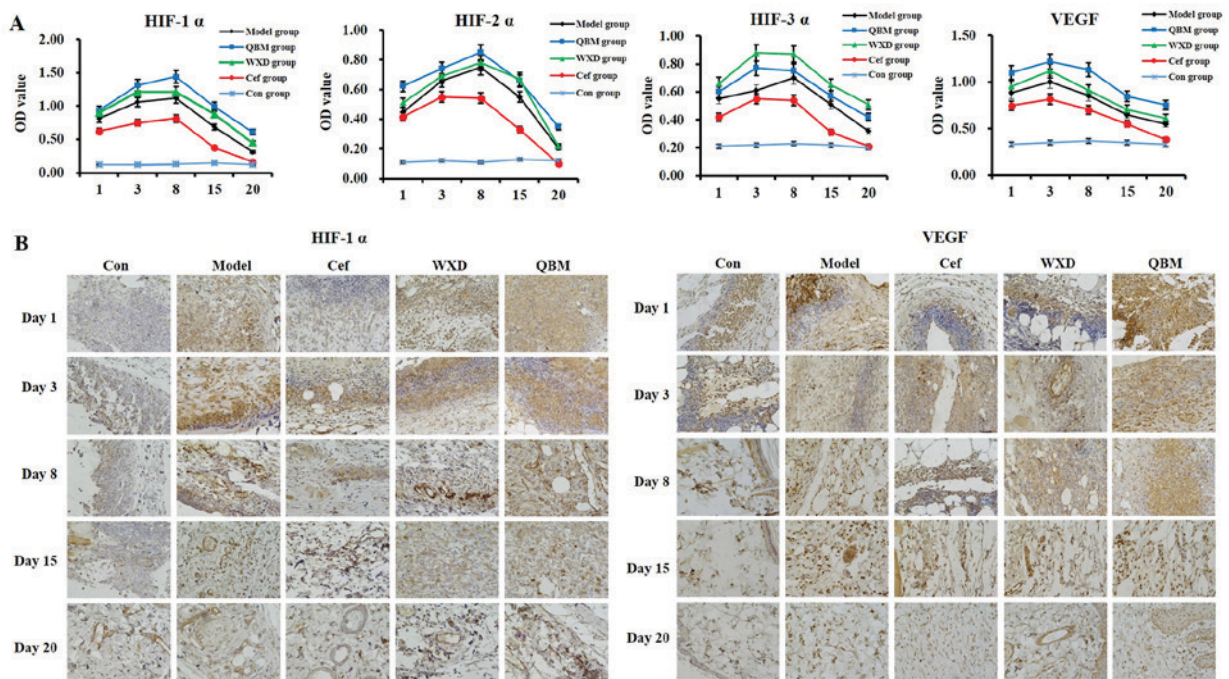 A
HIF-1 α
OD value
2.00
1.50
1.00
0.50
0.00
1 3 8 15 20
Model group
QBM group
WXD group
Cef group
Con group
HIF-2 α
OD value
1.00
0.80
0.60
0.40
0.20
0.00
1 3 8 15 20
Model group
QBM group
WXD group
Cef group
Con group
HIF-3 α
OD value
1.00
0.80
0.60
0.40
0.20
0.00
1 3 8 15 20
Model group
QBM group
WXD group
Cef group
Con group
VEGF
OD value
1.50
1.00
0.50
0.00
1 3 8 15 20
Model group
QBM group
WXD group
Cef group
Con group
B
HIF-1 α
Con Model Cef WXD QBM
Day 1
Day 3
Day 8
Day 15
Day 20
VEGF
Con Model Cef WXD QBM
Day 1
Day 3
Day 8
Day 15
Day 20